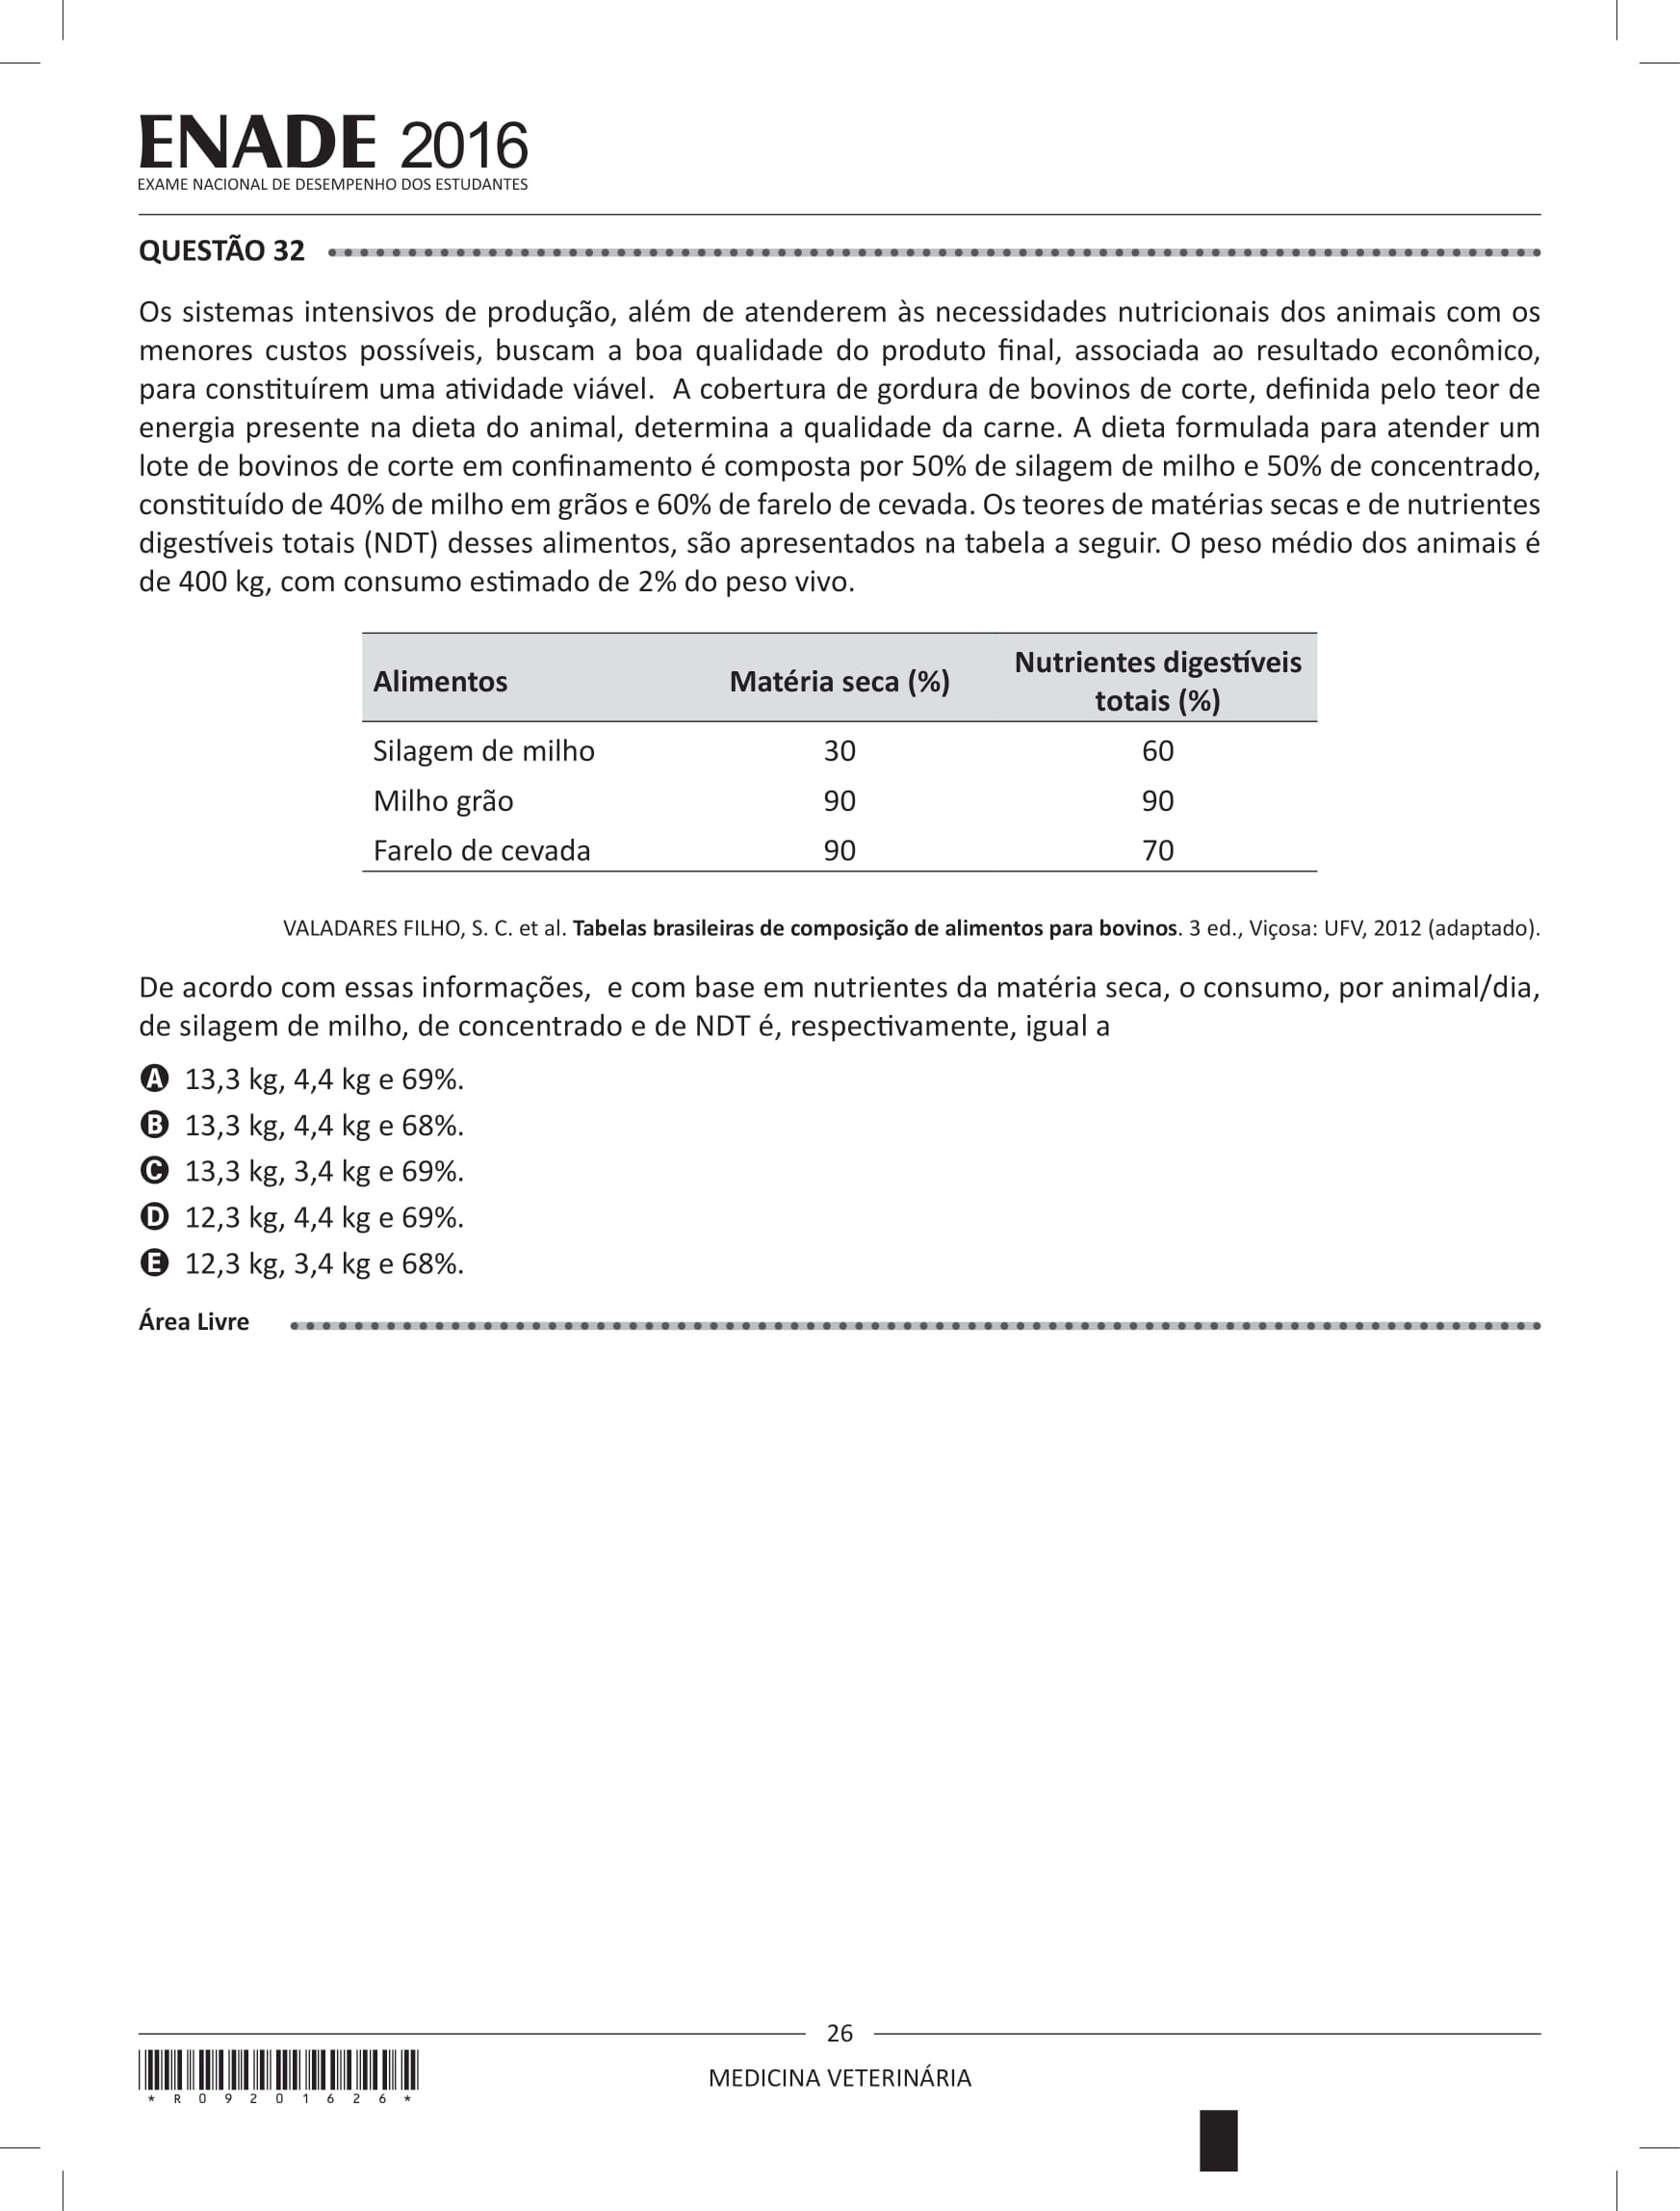 ENADE 2016
EXAME NACIONAL DE DESEMPENHO DOS ESTUDANTES
QUESTÃO 32
Os sistemas intensivos de produção, além de atenderem às necessidades nutricionais dos animais com os
menores custos possíveis, buscam a boa qualidade do produto final, associada ao resultado econômico,
para constituírem uma atividade viável. A cobertura de gordura de bovinos de corte, definida pelo teor de
energia presente na dieta do animal, determina a qualidade da carne. A dieta formulada para atender um
lote de bovinos de corte em confinamento é composta por 50% de silagem de milho e 50% de concentrado,
constituído de 40% de milho em grãos e 60% de farelo de cevada. Os teores de matérias secas e de nutrientes
digestíveis totais (NDT) desses alimentos, são apresentados na tabela a seguir. O peso médio dos animais é
de 400 kg, com consumo estimado de 2% do peso vivo.
Alimentos Matéria seca (%) Nutrientes digestíveis
totais (%)
Silagem de milho 30 60
Milho grão 90 90
Farelo de cevada 90 70
VALADARES FILHO, S. C. et al. Tabelas brasileiras de composição de alimentos para bovinos. 3 ed., Viçosa: UFV, 2012 (adaptado).
De acordo com essas informações, e com base em nutrientes da matéria seca, o consumo, por animal/dia,
de silagem de milho, de concentrado e de NDT é, respectivamente, igual a
A 13,3 kg, 4,4 kg e 69%.
B 13,3 kg, 4,4 kg e 68%.
C 13,3 kg, 3,4 kg e 69%.
D 12,3 kg, 4,4 kg e 69%.
E 12,3 kg, 3,4 kg e 68%.
Área Livre
26
MEDICINA VETERINÁRIA
* R 0 9 2 0 1 6 2 6 *